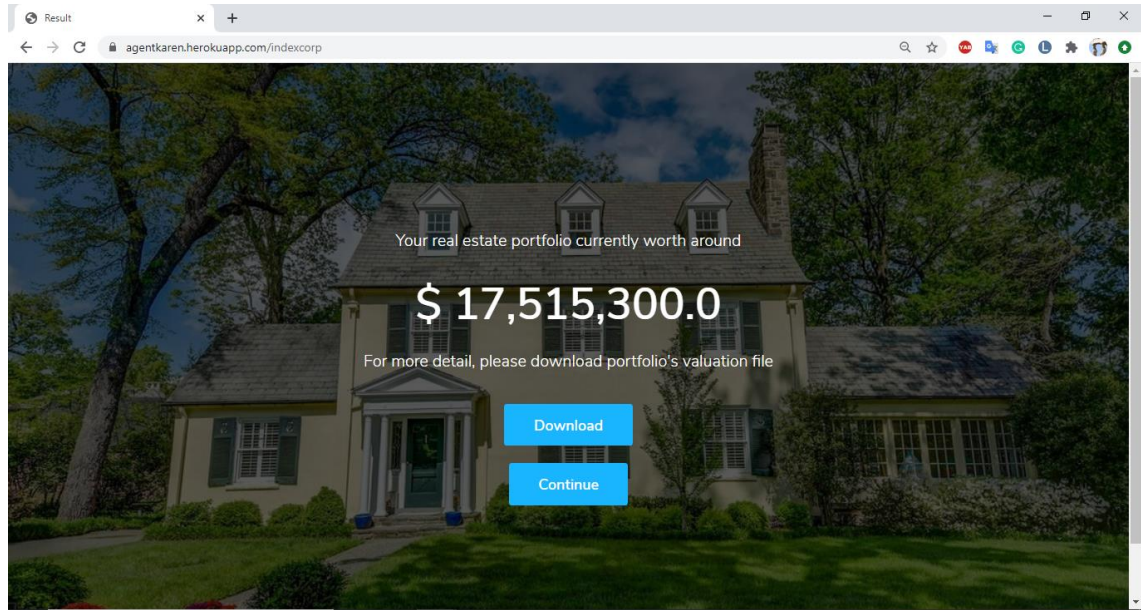 Result
agentkaren.herokuapp.com/indexcorp
Your real estate portfolio currently worth around
$ 17,515,300.0
For more detail, please download portfolio's valuation file
Download
Continue